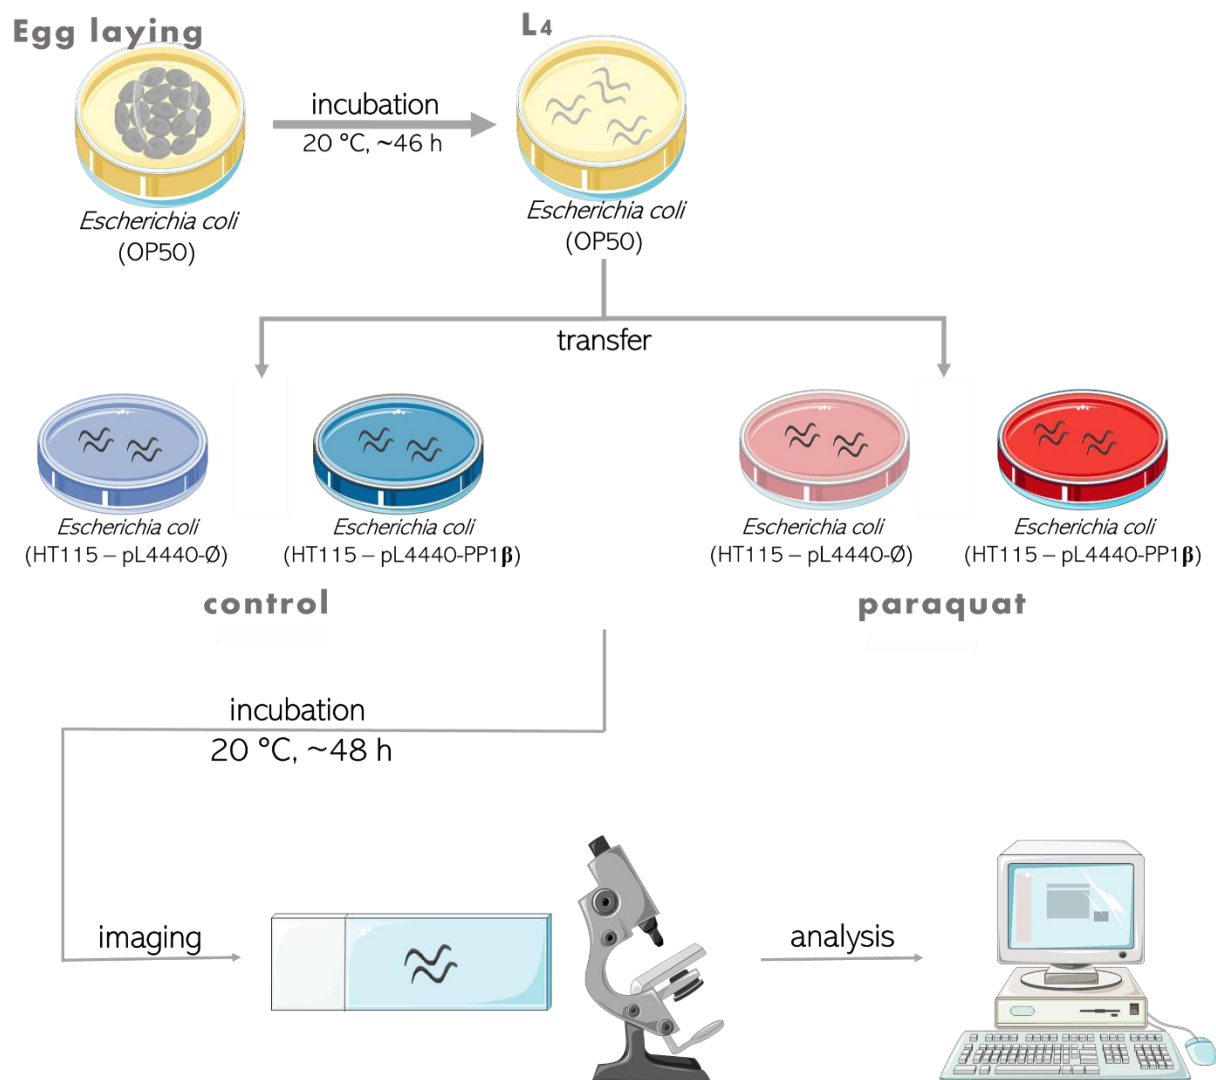 Egg laying
L4
incubation
20 °C, ~46 h
Escherichia coli
(OP50)
Escherichia coli
(OP50)
transfer
Escherichia coli
(HT115 – pL4440-Ø)
Escherichia coli
(HT115 – pL4440-PP1β)
Escherichia coli
(HT115 – pL4440-Ø)
Escherichia coli
(HT115 – pL4440-PP1β)
control
paraquat
incubation
20 °C, ~48 h
imaging
analysis